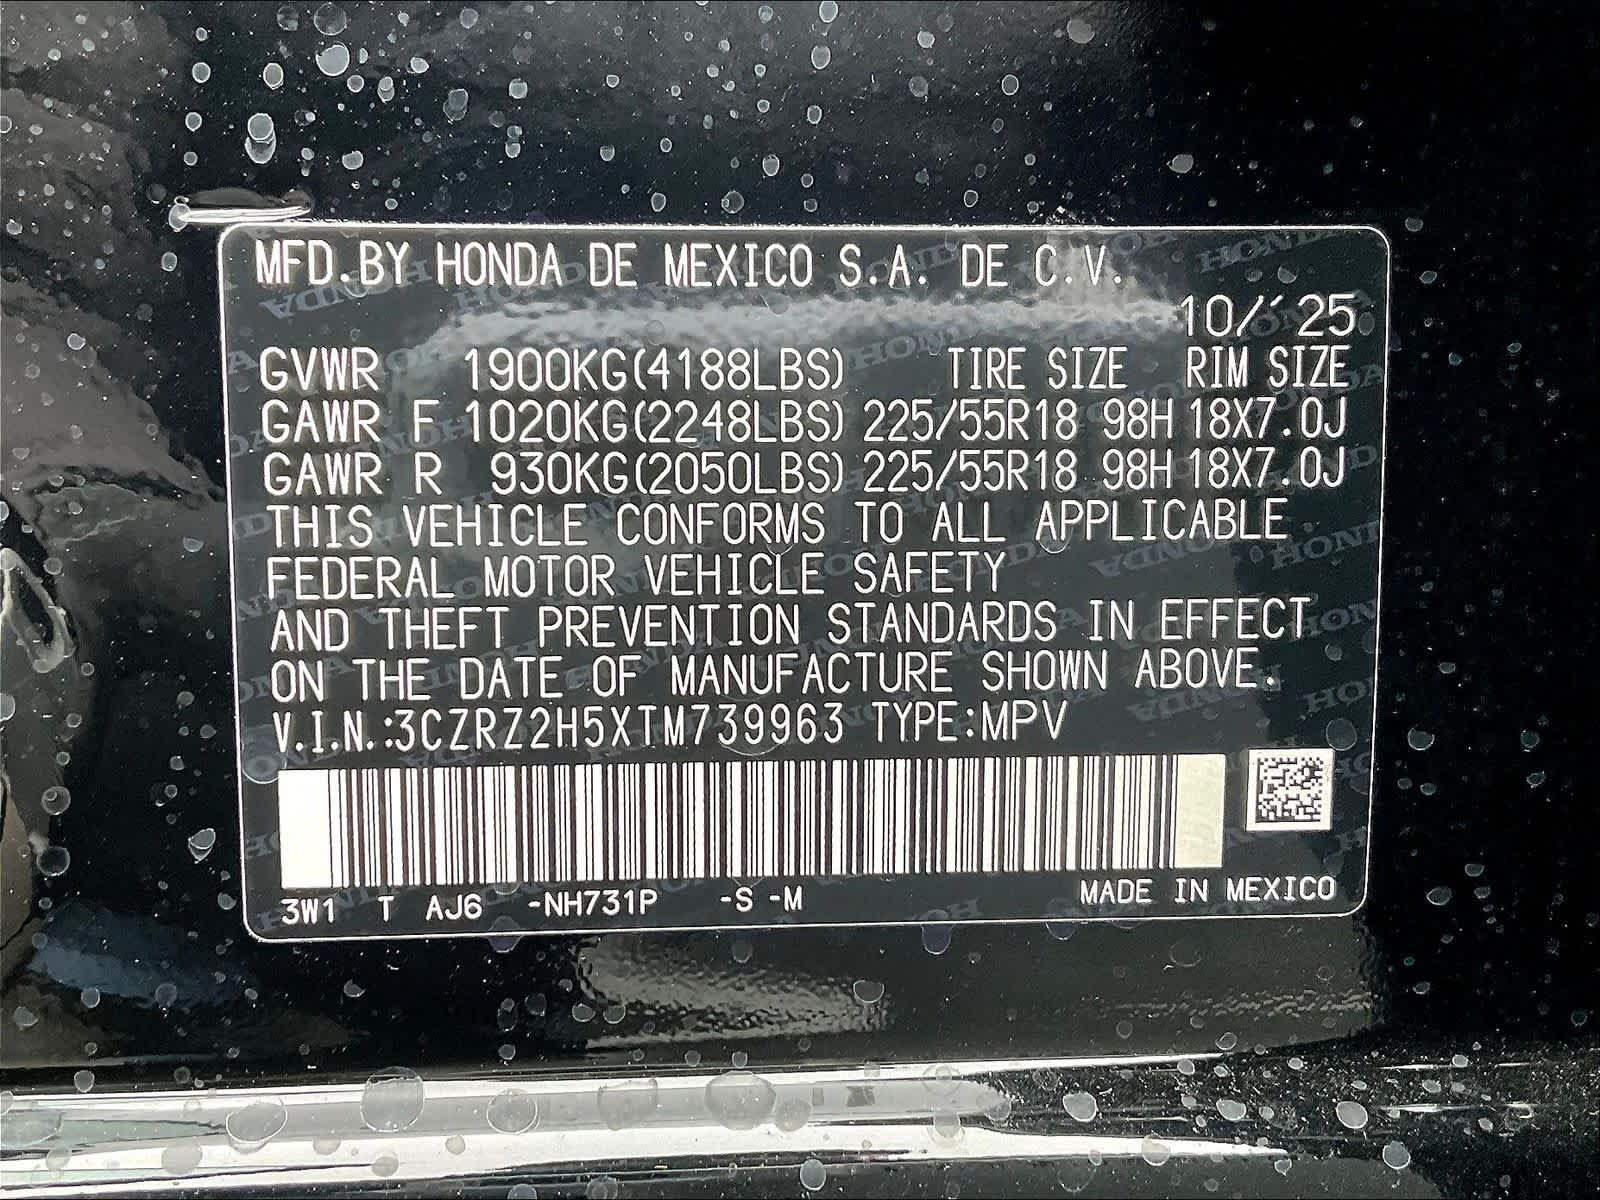 MFD.BY HONDA DE MEXICO S.A. DE C.V.
10/´25
GVWR 1900KG(4188LBS) TIRE SIZE RIM SIZE
GAWR F 1020KG(2248LBS) 225/55R18 98H 18X7.0J
GAWR R 930KG(2050LBS) 225/55R18 98H 18X7.0J
THIS VEHICLE CONFORMS TO ALL APPLICABLE
FEDERAL MOTOR VEHICLE SAFETY
AND THEFT PREVENTION STANDARDS IN EFFECT
ON THE DATE OF MANUFACTURE SHOWN ABOVE.
V.I.N.:3CZRZ2H5XTM739963 TYPE:MPV
3W1 T AJ6 -NH731P -S -M MADE IN MEXICO